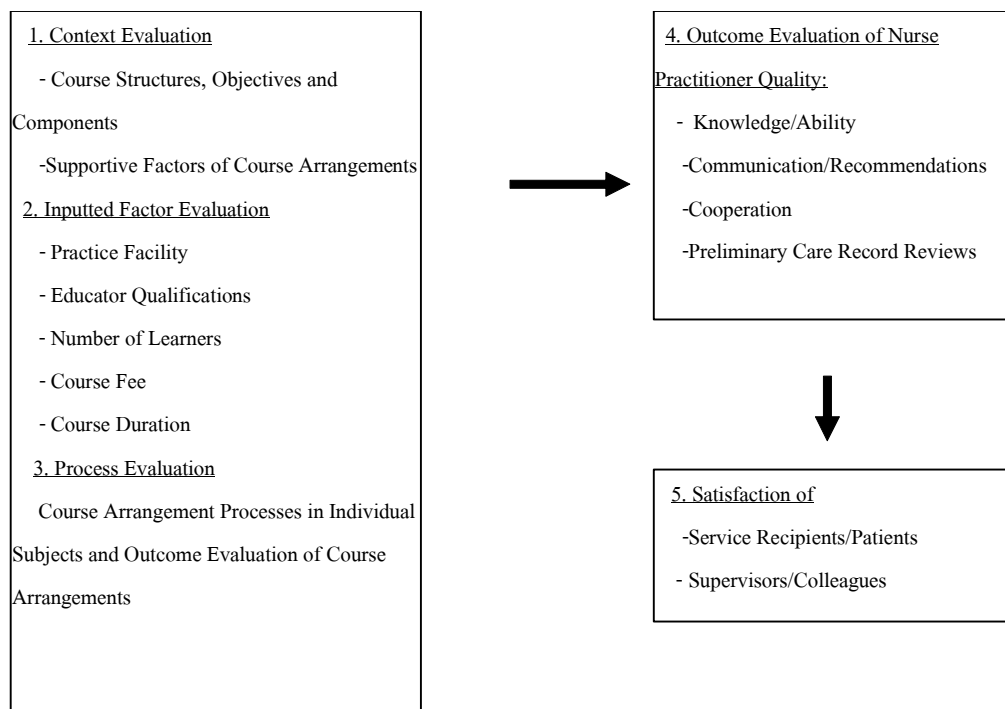 1. Context Evaluation
- Course Structures, Objectives and
Components
-Supportive Factors of Course Arrangements
2. Inputted Factor Evaluation
- Practice Facility
- Educator Qualifications
- Number of Learners
- Course Fee
- Course Duration
3. Process Evaluation
Course Arrangement Processes in Individual
Subjects and Outcome Evaluation of Course
Arrangements
4. Outcome Evaluation of Nurse
Practitioner Quality:
- Knowledge/Ability
-Communication/Recommendations
-Cooperation
-Preliminary Care Record Reviews
5. Satisfaction of
-Service Recipients/Patients
- Supervisors/Colleagues